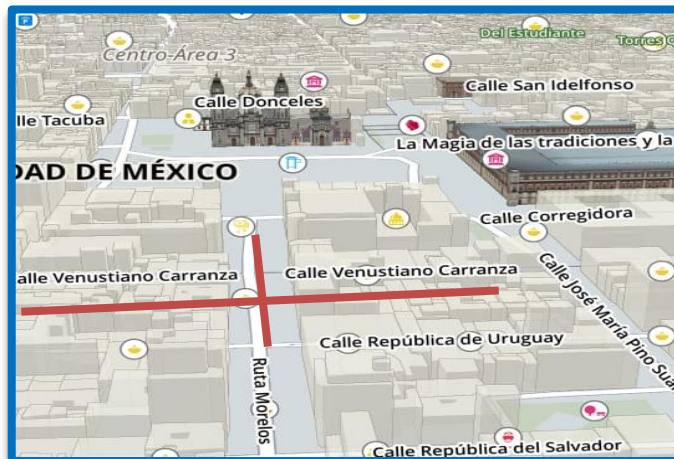 Del Estudiante
Torres
Centro-Área 3
Calle San Idelfonso
Calle Donceles
lle Tacuba
La Magia de las tradiciones y la
DAD DE MÉXICO
Calle Corregidora
alle Venustiano Carranza
Calle Venustiano Carranza
Calle José María Pino Suá
Calle República de Uruguay
Ruta Morelos
Calle República del Salvador